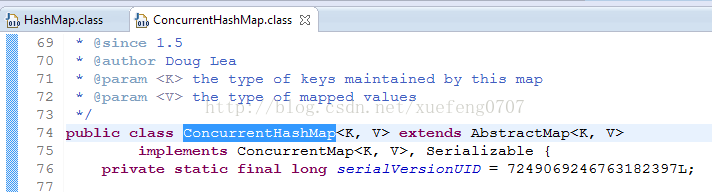 HashMap.class ConcurrentHashMap.class
69 * @since 1.5
70 * @author Doug Lea
71 * @param <K> the type of keys maintained by this map
72 * @param <V> the type of mapped values
http://blog.csdn.net/xuefeng0707
73 */
74 public class ConcurrentHashMap<K, V> extends AbstractMap<K, V>
75 implements ConcurrentMap<K, V>, Serializable {
76 private static final long serialVersionUID = 7249069246763182397L;